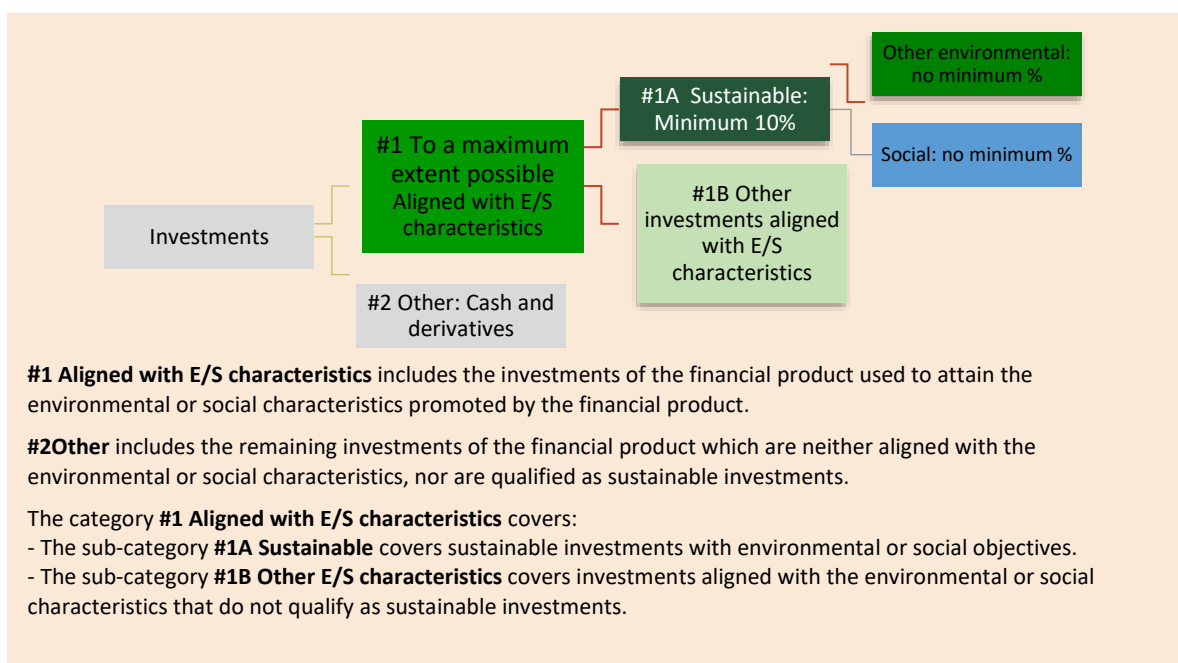 Other environmental:
no minimum %
#1A Sustainable:
Minimum 10%
#1 To a maximum
extent possible
Aligned with E/S
characteristics
Social: no minimum %
#1B Other
investments aligned
with E/S
characteristics
Investments
#2 Other: Cash and
derivatives
#1 Aligned with E/S characteristics includes the investments of the financial product used to attain the
environmental or social characteristics promoted by the financial product.
#2Other includes the remaining investments of the financial product which are neither aligned with the
environmental or social characteristics, nor are qualified as sustainable investments.
The category #1 Aligned with E/S characteristics covers:
- The sub-category #1A Sustainable covers sustainable investments with environmental or social objectives.
- The sub-category #1B Other E/S characteristics covers investments aligned with the environmental or social
characteristics that do not qualify as sustainable investments.